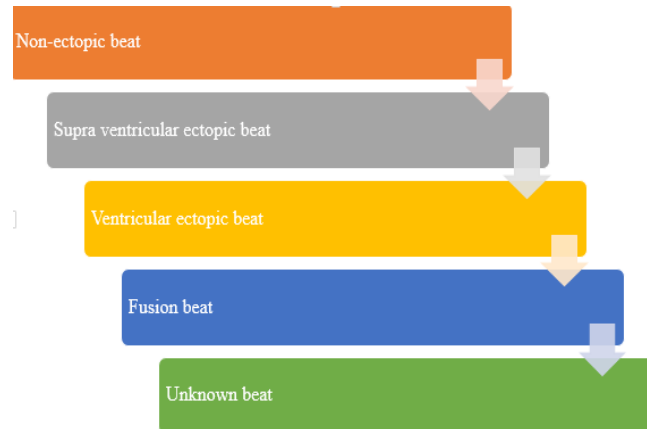 Non-ectopic beat
Supra ventricular ectopic beat
]
Ventricular ectopic beat
Fusion beat
Unknown beat